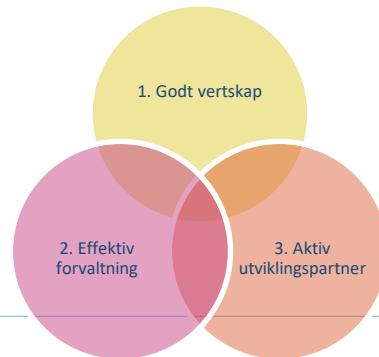 1. Godt vertskap
2. Effektiv
forvaltning
3. Aktiv
utviklingspartner